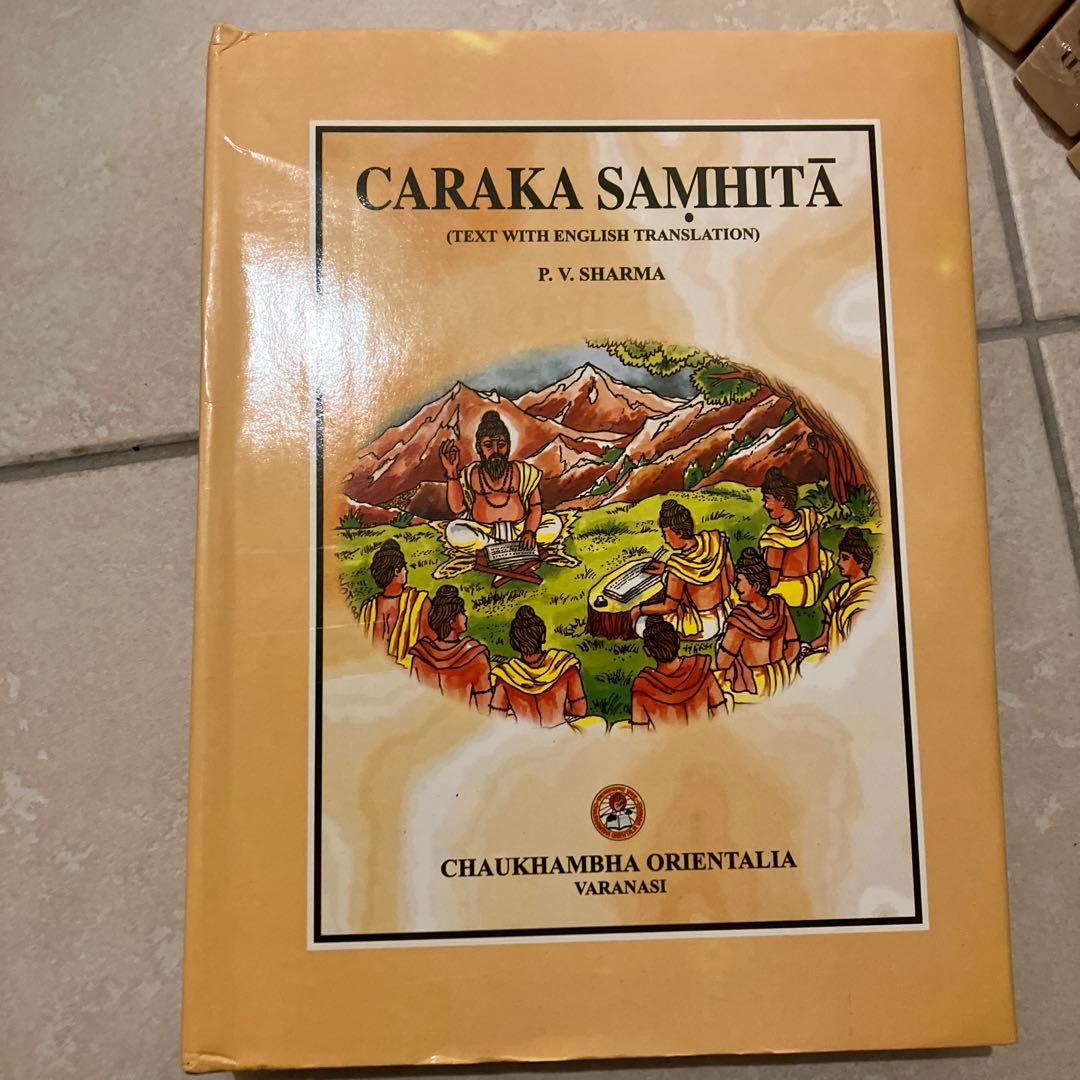 CARAKA SAṂHITĀ
(TEXT WITH ENGLISH TRANSLATION)
P. V. SHARMA
CHAUKHAMBHA ORIENTALIA
VARANASI